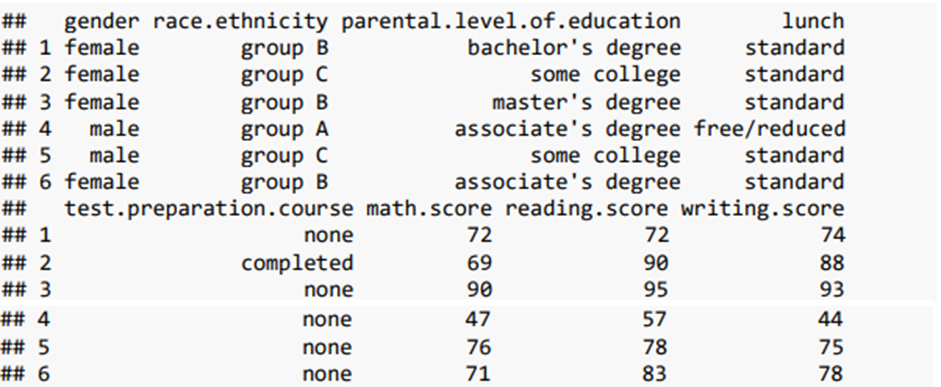 ##   gender race.ethnicity parental.level.of.education        lunch
## 1 female        group B           bachelor's degree     standard
## 2 female        group C                some college     standard
## 3 female        group B             master's degree     standard
## 4   male        group A          associate's degree free/reduced
## 5   male        group C                some college     standard
## 6 female        group B          associate's degree     standard
##   test.preparation.course math.score reading.score writing.score
## 1                    none         72            72            74
## 2               completed         69            90            88
## 3                    none         90            95            93
## 4                    none         47            57            44
## 5                    none         76            78            75
## 6                    none         71            83            78